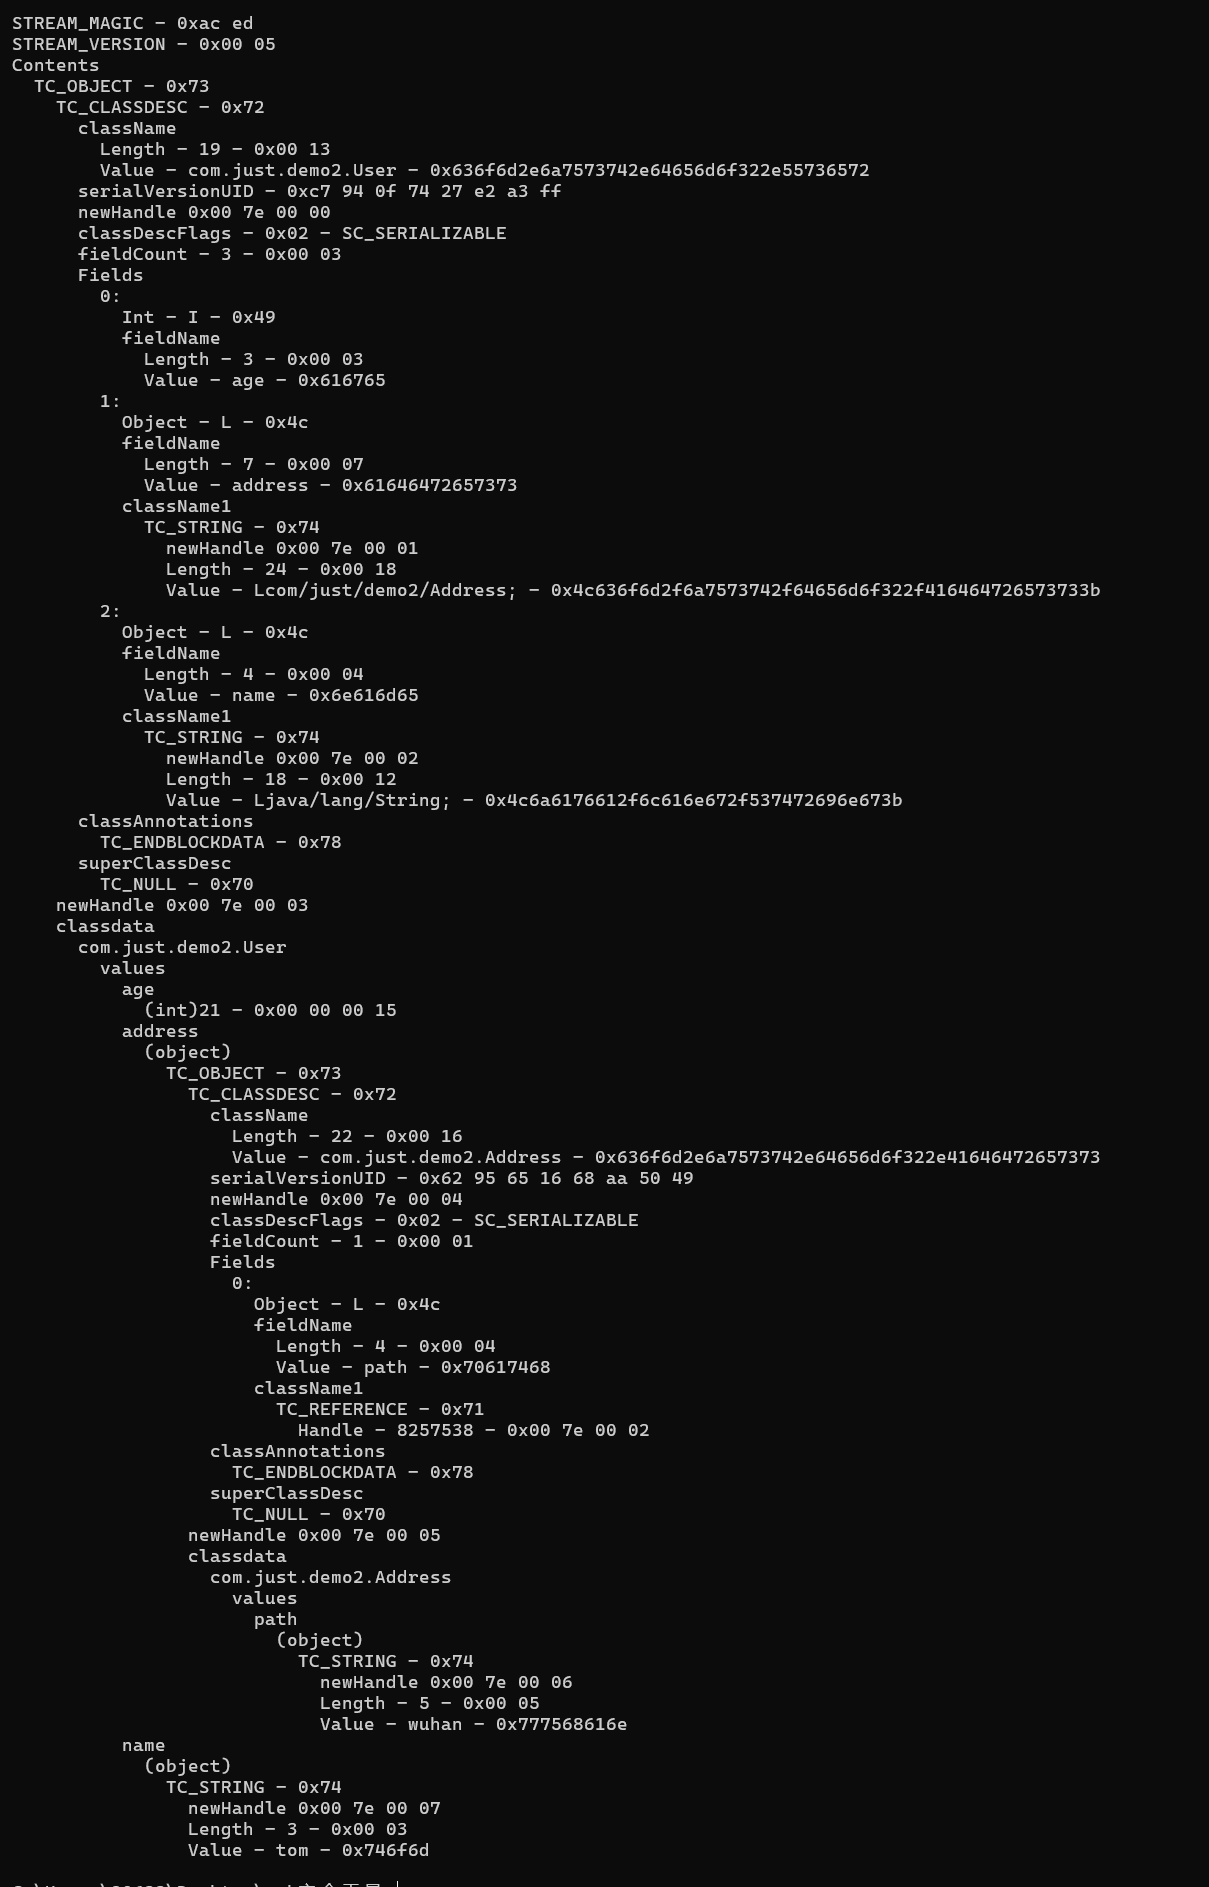 STREAM_MAGIC - 0xac ed
STREAM_VERSION - 0x00 05
Contents
TC_OBJECT - 0x73
TC_CLASSDESC - 0x72
className
Length - 19 - 0x00 13
Value - com.just.demo2.User - 0x636f6d2e6a7573742e64656d6f322e55736572
serialVersionUID - 0xc7 94 0f 74 27 e2 a3 ff
newHandle 0x00 7e 00 00
classDescFlags - 0x02 - SC_SERIALIZABLE
fieldCount - 3 - 0x00 03
Fields
0:
Int - I - 0x49
fieldName
Length - 3 - 0x00 03
Value - age - 0x616765
1:
Object - L - 0x4c
fieldName
Length - 7 - 0x00 07
Value - address - 0x61646472657373
className1
TC_STRING - 0x74
newHandle 0x00 7e 00 01
Length - 24 - 0x00 18
Value - Lcom/just/demo2/Address; - 0x4c636f6d2f6a7573742f64656d6f322f416464726573733b
2:
Object - L - 0x4c
fieldName
Length - 4 - 0x00 04
Value - name - 0x6e616d65
className1
TC_STRING - 0x74
newHandle 0x00 7e 00 02
Length - 18 - 0x00 12
Value - Ljava/lang/String; - 0x4c6a6176612f6c616e672f537472696e673b
classAnnotations
TC_ENDBLOCKDATA - 0x78
superClassDesc
TC_NULL - 0x70
newHandle 0x00 7e 00 03
classdata
com.just.demo2.User
values
age
(int)21 - 0x00 00 00 15
address
(object)
TC_OBJECT - 0x73
TC_CLASSDESC - 0x72
className
Length - 22 - 0x00 16
Value - com.just.demo2.Address - 0x636f6d2e6a7573742e64656d6f322e41646472657373
serialVersionUID - 0x62 95 65 16 68 aa 50 49
newHandle 0x00 7e 00 04
classDescFlags - 0x02 - SC_SERIALIZABLE
fieldCount - 1 - 0x00 01
Fields
0:
Object - L - 0x4c
fieldName
Length - 4 - 0x00 04
Value - path - 0x70617468
className1
TC_REFERENCE - 0x71
Handle - 8257538 - 0x00 7e 00 02
classAnnotations
TC_ENDBLOCKDATA - 0x78
superClassDesc
TC_NULL - 0x70
newHandle 0x00 7e 00 05
classdata
com.just.demo2.Address
values
path
(object)
TC_STRING - 0x74
newHandle 0x00 7e 00 06
Length - 5 - 0x00 05
Value - wuhan - 0x777568616e
name
(object)
TC_STRING - 0x74
newHandle 0x00 7e 00 07
Length - 3 - 0x00 03
Value - tom - 0x746f6d